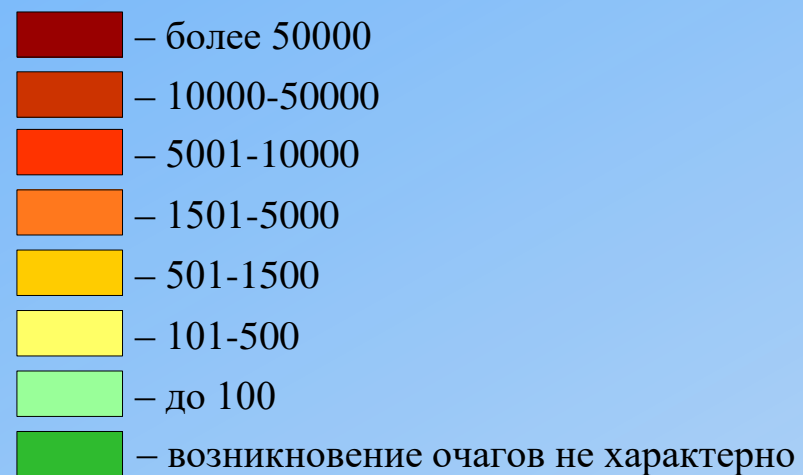 – более 50000
– 10000-50000
– 5001-10000
– 1501-5000
– 501-1500
– 101-500
– до 100
– возникновение очагов не характерно